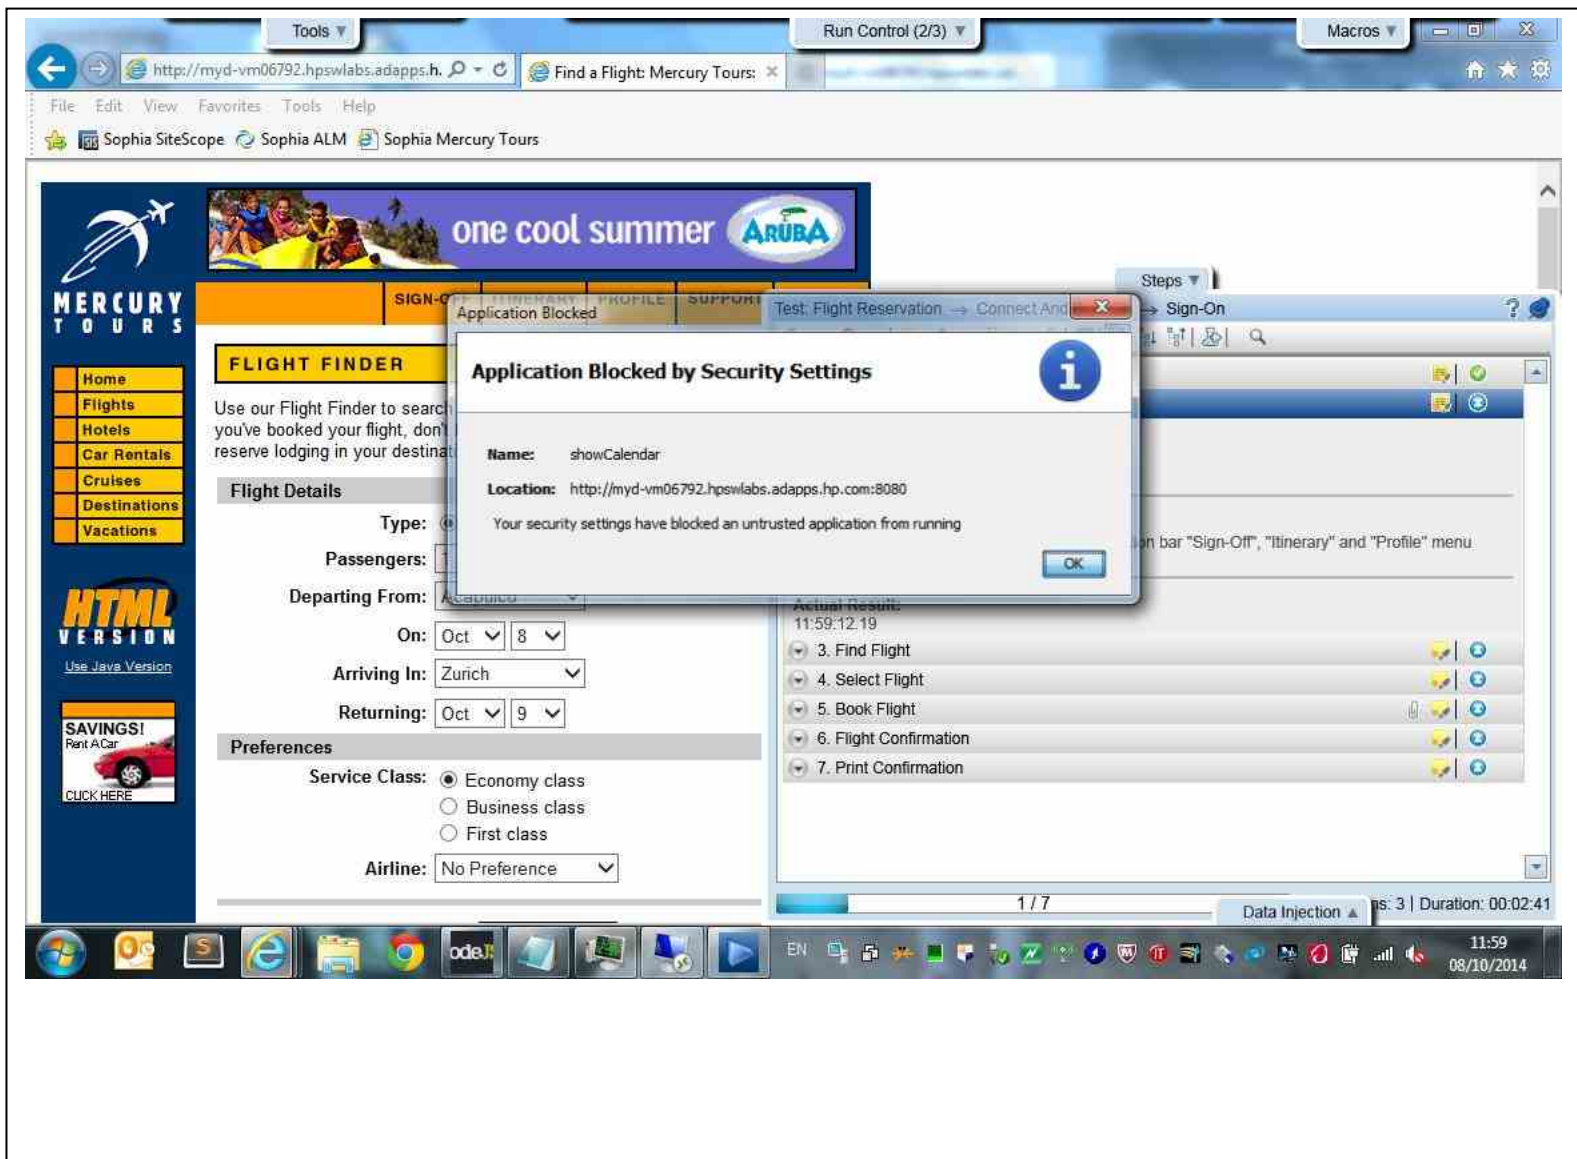 Tools
Run Control (2/3)
Macros
http://myd-vm06792.hpswlabs.adapps.h.
Find a Flight: Mercury Tours:
File Edit View Favorites Tools Help
Sophia SiteScope Sophia ALM Sophia Mercury Tours
one cool summer ARUBA
MERCURY
TOURS
Steps
SIGN-OFF ITINERARY PROFILE SUPPORT
Test: Flight Reservation → Connect And → Sign-On
Application Blocked
Application Blocked by Security Settings
Name: showCalendar
Location: http://myd-vm06792.hpswlabs.adapps.hp.com:8080
Your security settings have blocked an untrusted application from running
OK
Home
Flights
Hotels
Car Rentals
Cruises
Destinations
Vacations
HTML
VERSION
Use Java Version
SAVINGS!
Rent A Car
CLICK HERE
FLIGHT FINDER
Use our Flight Finder to search
you've booked your flight, don't
reserve lodging in your
Flight Details
Type:
Passengers: 1
Departing From: Acapulco
On: Oct 8
Arriving In: Zurich
Returning: Oct 9
Preferences
Service Class: Economy class
Business class
First class
Airline: No Preference
bar "Sign-Off", "Itinerary" and "Profile" menu
Actual Result:
11:59:12.19
3. Find Flight
4. Select Flight
5. Book Flight
6. Flight Confirmation
7. Print Confirmation
1 / 7
Data Injection
: 3 | Duration: 00:02:41
EN
11:59
08/10/2014